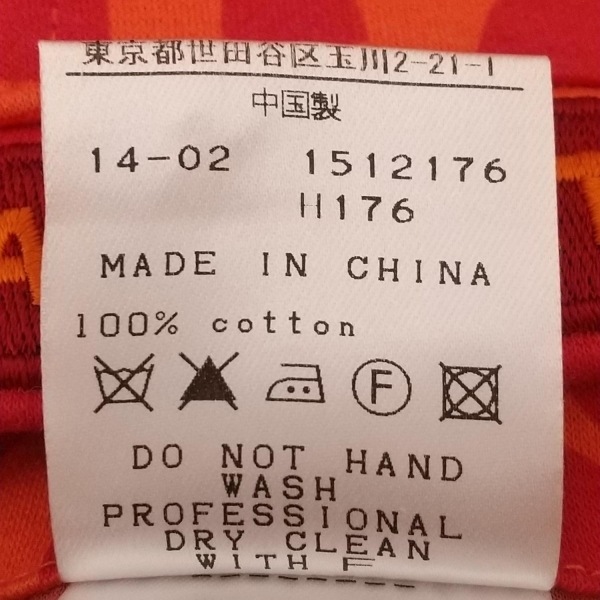 東京都世田谷区玉川2-21-1
中国製
14-02 1512176
H176
MADE IN CHINA
100% cotton
F
DO NOT HAND
WASH
PROFESSIONAL
DRY CLEAN
WITH F
A